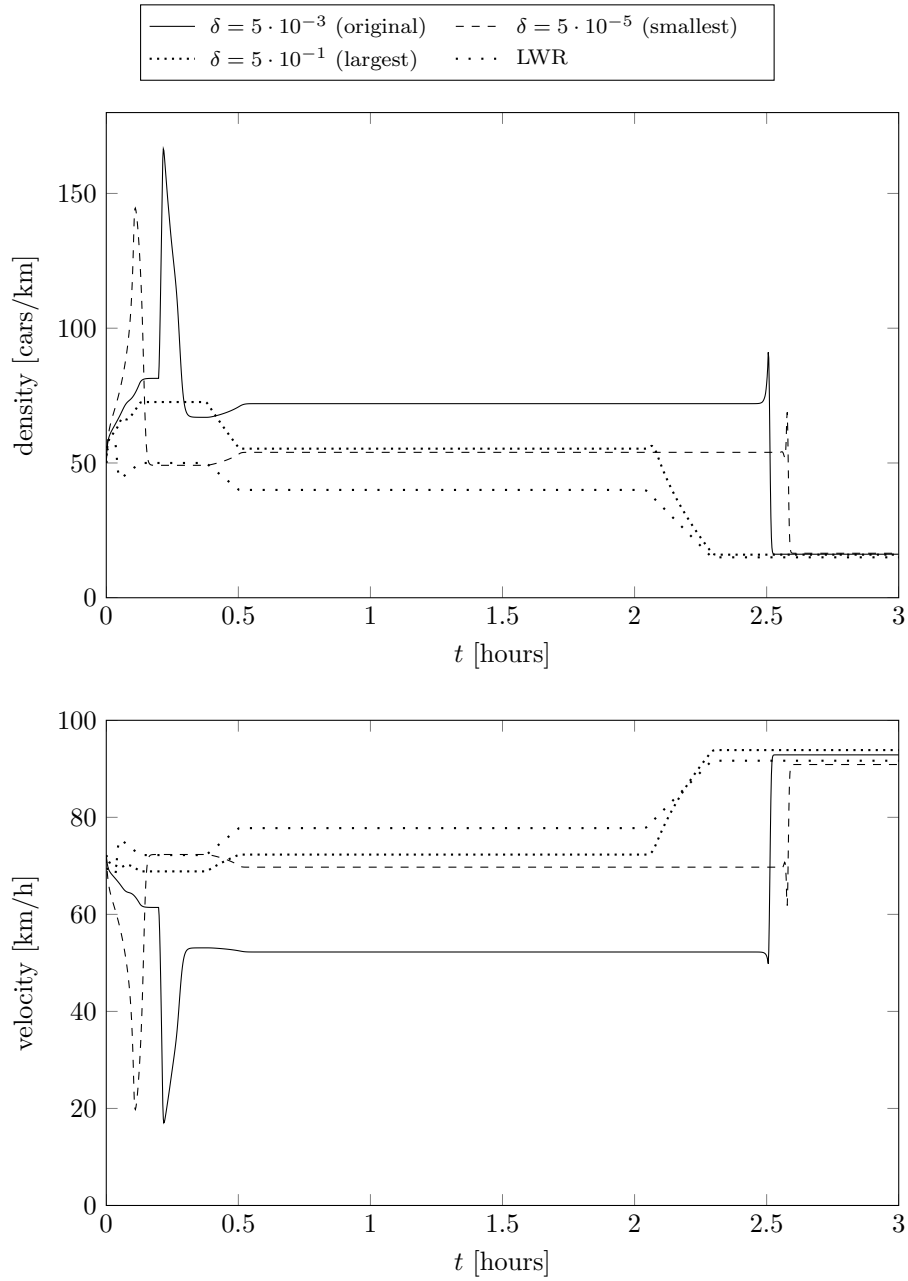 δ = 5 · 10⁻³ (original) δ = 5 · 10⁻⁵ (smallest)
δ = 5 · 10⁻¹ (largest) LWR
150
100
50
0
density [cars/km]
0 0.5 1 1.5 2 2.5 3
t [hours]
100
80
60
40
20
0
velocity [km/h]
0 0.5 1 1.5 2 2.5 3
t [hours]